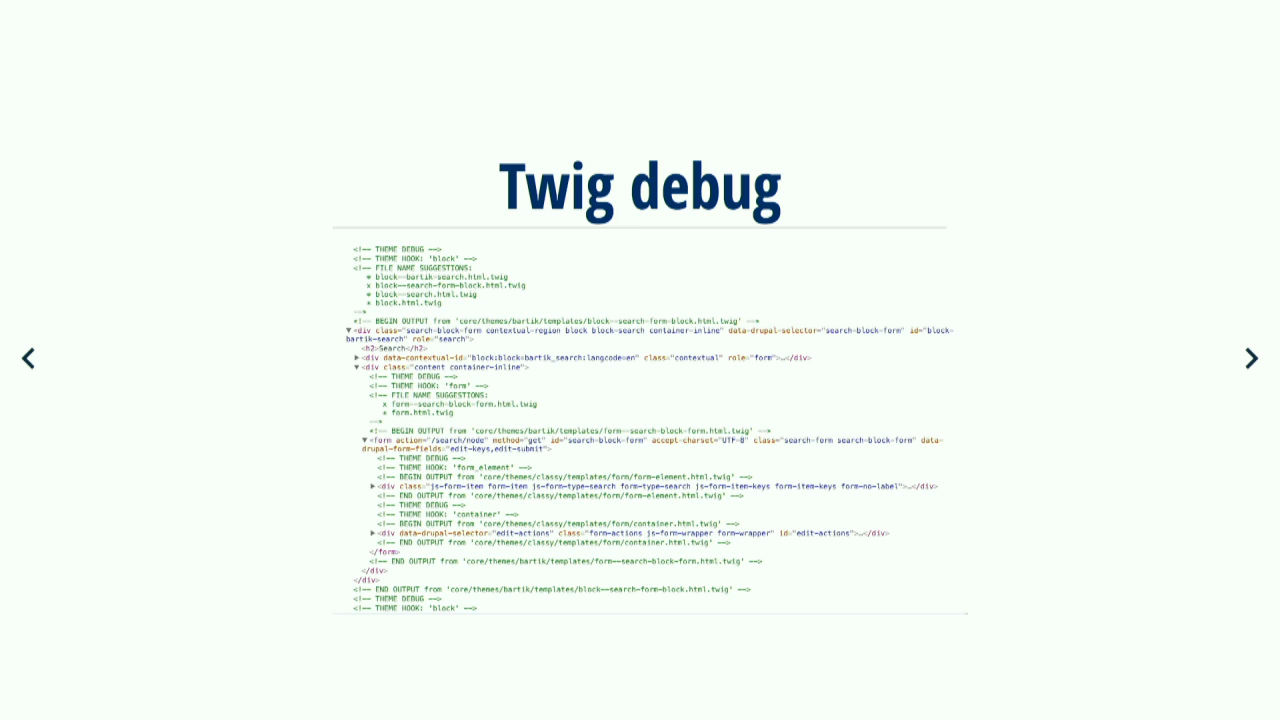 Twig debug
<!-- THEME DEBUG -->
<!-- THEME HOOK: 'block' -->
<!-- FILE NAME SUGGESTIONS:
* block--bartik-search.html.twig
x block--search-form-block.html.twig
* block--search.html.twig
* block.html.twig
-->
<!-- BEGIN OUTPUT from 'core/themes/bartik/templates/block--search-form-block.html.twig' -->
▼<div class="search-block-form contextual-region block block-search container-inline" data-drupal-selector="search-block-form" id="block-
bartik-search" role="search">
<h2>Search</h2>
▶<div data-contextual-id="block:block=bartik_search:langcode=en" class="contextual" role="form">…</div>
▼<div class="content container-inline">
<!-- THEME DEBUG -->
<!-- THEME HOOK: 'form' -->
<!-- FILE NAME SUGGESTIONS:
x form--search-block-form.html.twig
* form.html.twig
-->
<!-- BEGIN OUTPUT from 'core/themes/bartik/templates/form--search-block-form.html.twig' -->
▼<form action="/search/node" method="get" id="search-block-form" accept-charset="UTF-8" class="search-form search-block-form" data-
drupal-form-fields="edit-keys,edit-submit">
<!-- THEME DEBUG -->
<!-- THEME HOOK: 'form_element' -->
<!-- BEGIN OUTPUT from 'core/themes/classy/templates/form/form-element.html.twig' -->
▶<div class="js-form-item form-item js-form-type-search form-type-search js-form-item-keys form-item-keys form-no-label">…</div>
<!-- END OUTPUT from 'core/themes/classy/templates/form/form-element.html.twig' -->
<!-- THEME DEBUG -->
<!-- THEME HOOK: 'container' -->
<!-- BEGIN OUTPUT from 'core/themes/classy/templates/form/container.html.twig' -->
▶<div data-drupal-selector="edit-actions" class="form-actions js-form-wrapper form-wrapper" id="edit-actions">…</div>
<!-- END OUTPUT from 'core/themes/classy/templates/form/container.html.twig' -->
</form>
<!-- END OUTPUT from 'core/themes/bartik/templates/form--search-block-form.html.twig' -->
</div>
</div>
<!-- END OUTPUT from 'core/themes/bartik/templates/block--search-form-block.html.twig' -->
<!-- THEME DEBUG -->
<!-- THEME HOOK: 'block' -->